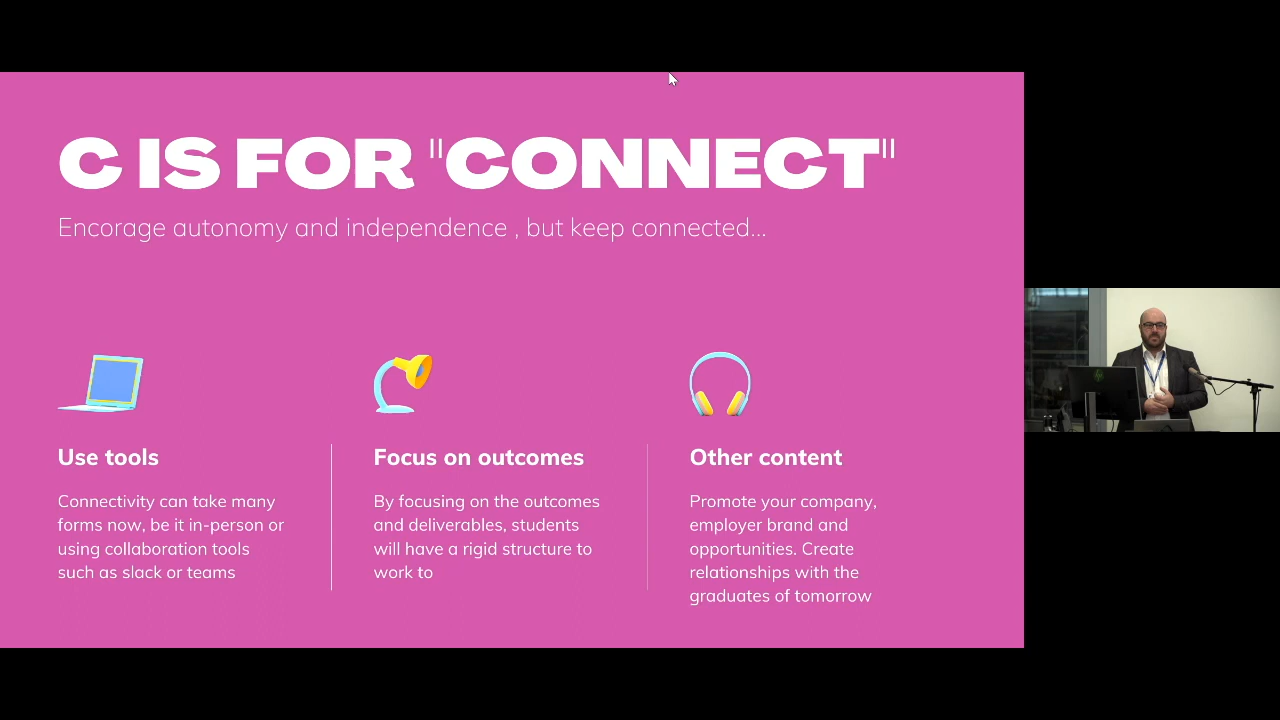 C IS FOR "CONNECT"
Encorage autonomy and independence , but keep connected...
Use tools
Connectivity can take many
forms now, be it in-person or
using collaboration tools
such as slack or teams
Focus on outcomes
By focusing on the outcomes
and deliverables, students
will have a rigid structure to
work to
Other content
Promote your company,
employer brand and
opportunities. Create
relationships with the
graduates of tomorrow